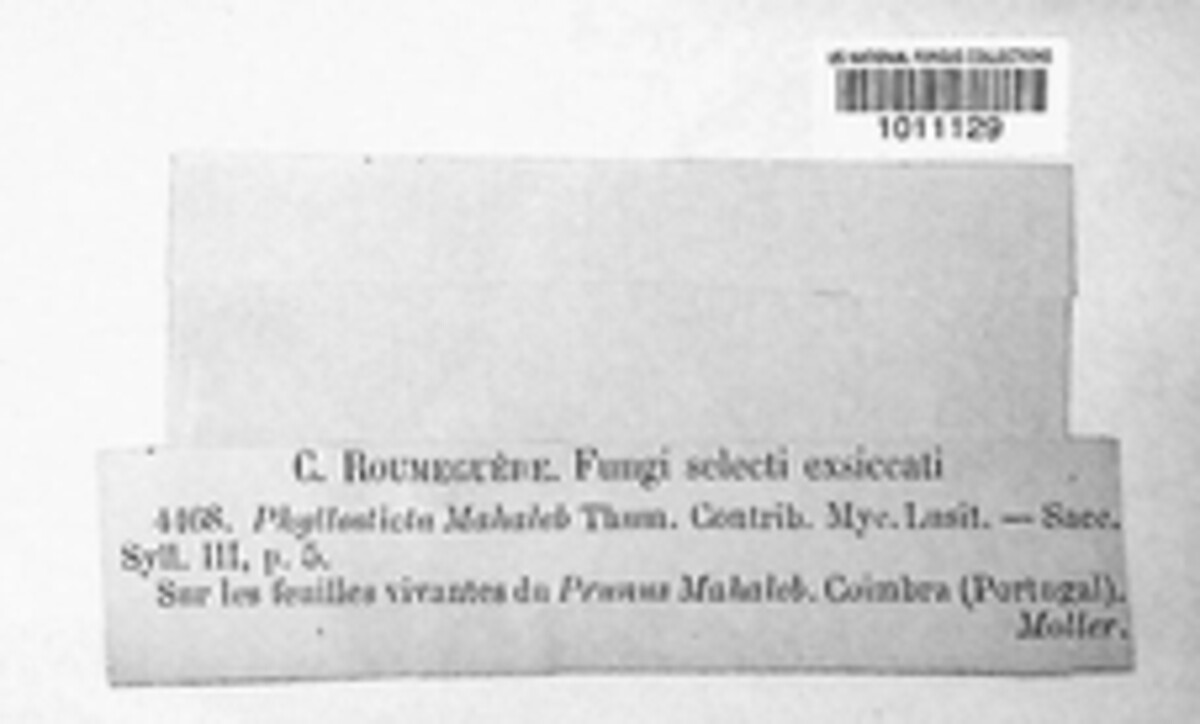 US NATIONAL FUNGUS COLLECTIONS
1011129
C. ROUMEGUÈRE. Fungi selecti exsiccati
4468. Phyllosticta Mahaleb Thum. Contrib. Myc. Lusit. — Sacc.
Syll. III, p. 5.
Sur les feuilles vivantes du Prunus Mahaleb. Coimbra (Portugal).
Moller.